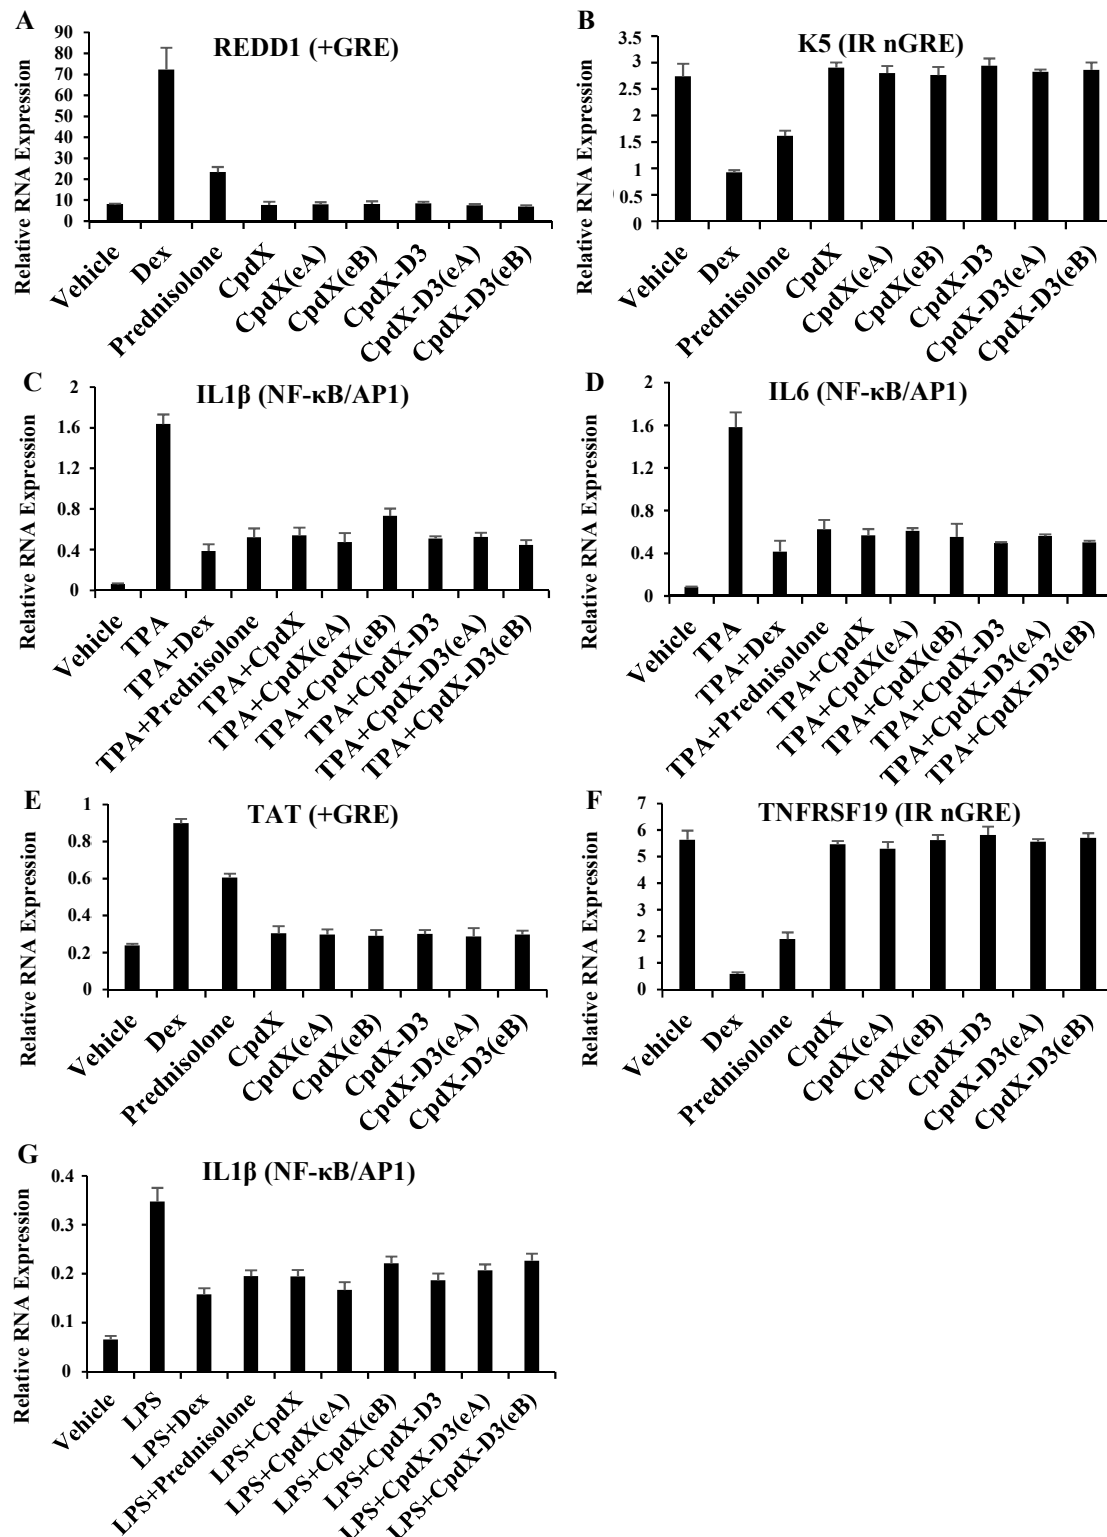 A
REDD1 (+GRE)
Relative RNA Expression
90
80
70
60
50
40
30
20
10
0
Vehicle
Dex
Prednisolone
CpdX
CpdX(eA)
CpdX(eB)
CpdX-D3
CpdX-D3(eA)
CpdX-D3(eB)
B
K5 (IR nGRE)
Relative RNA Expression
3.5
3
2.5
2
1.5
1
0.5
0
Vehicle
Dex
Prednisolone
CpdX
CpdX(eA)
CpdX(eB)
CpdX-D3
CpdX-D3(eA)
CpdX-D3(eB)
C
IL1β (NF-κB/AP1)
Relative RNA Expression
2
1.6
1.2
0.8
0.4
0
Vehicle
TPA
TPA+Dex
TPA+Prednisolone
TPA+CpdX
TPA+CpdX(eA)
TPA+CpdX(eB)
TPA+CpdX-D3
TPA+CpdX-D3(eA)
TPA+CpdX-D3(eB)
D
IL6 (NF-κB/AP1)
Relative RNA Expression
2
1.6
1.2
0.8
0.4
0
Vehicle
TPA
TPA+Dex
TPA+Prednisolone
TPA+CpdX
TPA+CpdX(eA)
TPA+CpdX(eB)
TPA+CpdX-D3
TPA+CpdX-D3(eA)
TPA+CpdX-D3(eB)
E
TAT (+GRE)
Relative RNA Expression
1
0.8
0.6
0.4
0.2
0
Vehicle
Dex
Prednisolone
CpdX
CpdX(eA)
CpdX(eB)
CpdX-D3
CpdX-D3(eA)
CpdX-D3(eB)
F
TNFRSF19 (IR nGRE)
Relative RNA Expression
7
6
5
4
3
2
1
0
Vehicle
Dex
Prednisolone
CpdX
CpdX(eA)
CpdX(eB)
CpdX-D3
CpdX-D3(eA)
CpdX-D3(eB)
G
IL1β (NF-κB/AP1)
Relative RNA Expression
0.4
0.3
0.2
0.1
0
Vehicle
LPS
LPS+Dex
LPS+Prednisolone
LPS+CpdX
LPS+CpdX(eA)
LPS+CpdX(eB)
LPS+CpdX-D3
LPS+CpdX-D3(eA)
LPS+CpdX-D3(eB)